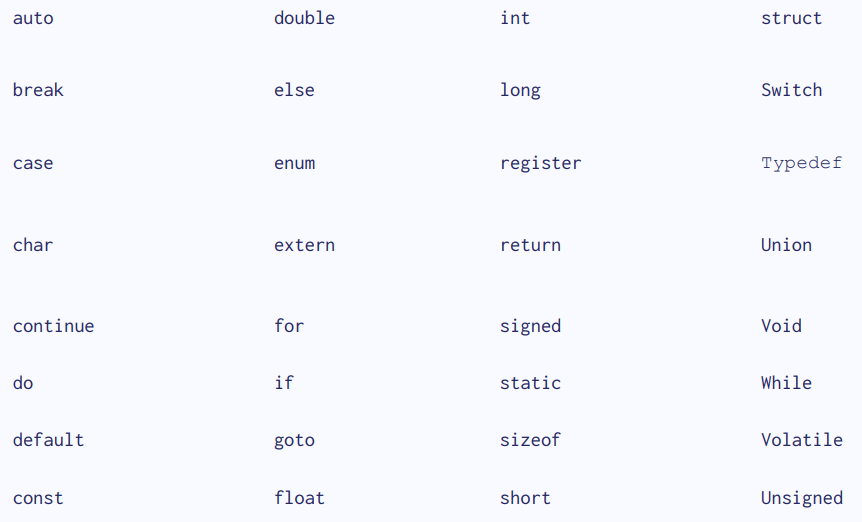 auto double int struct
break else long Switch
case enum register Typedef
char extern return Union
continue for signed Void
do if static While
default goto sizeof Volatile
const float short Unsigned